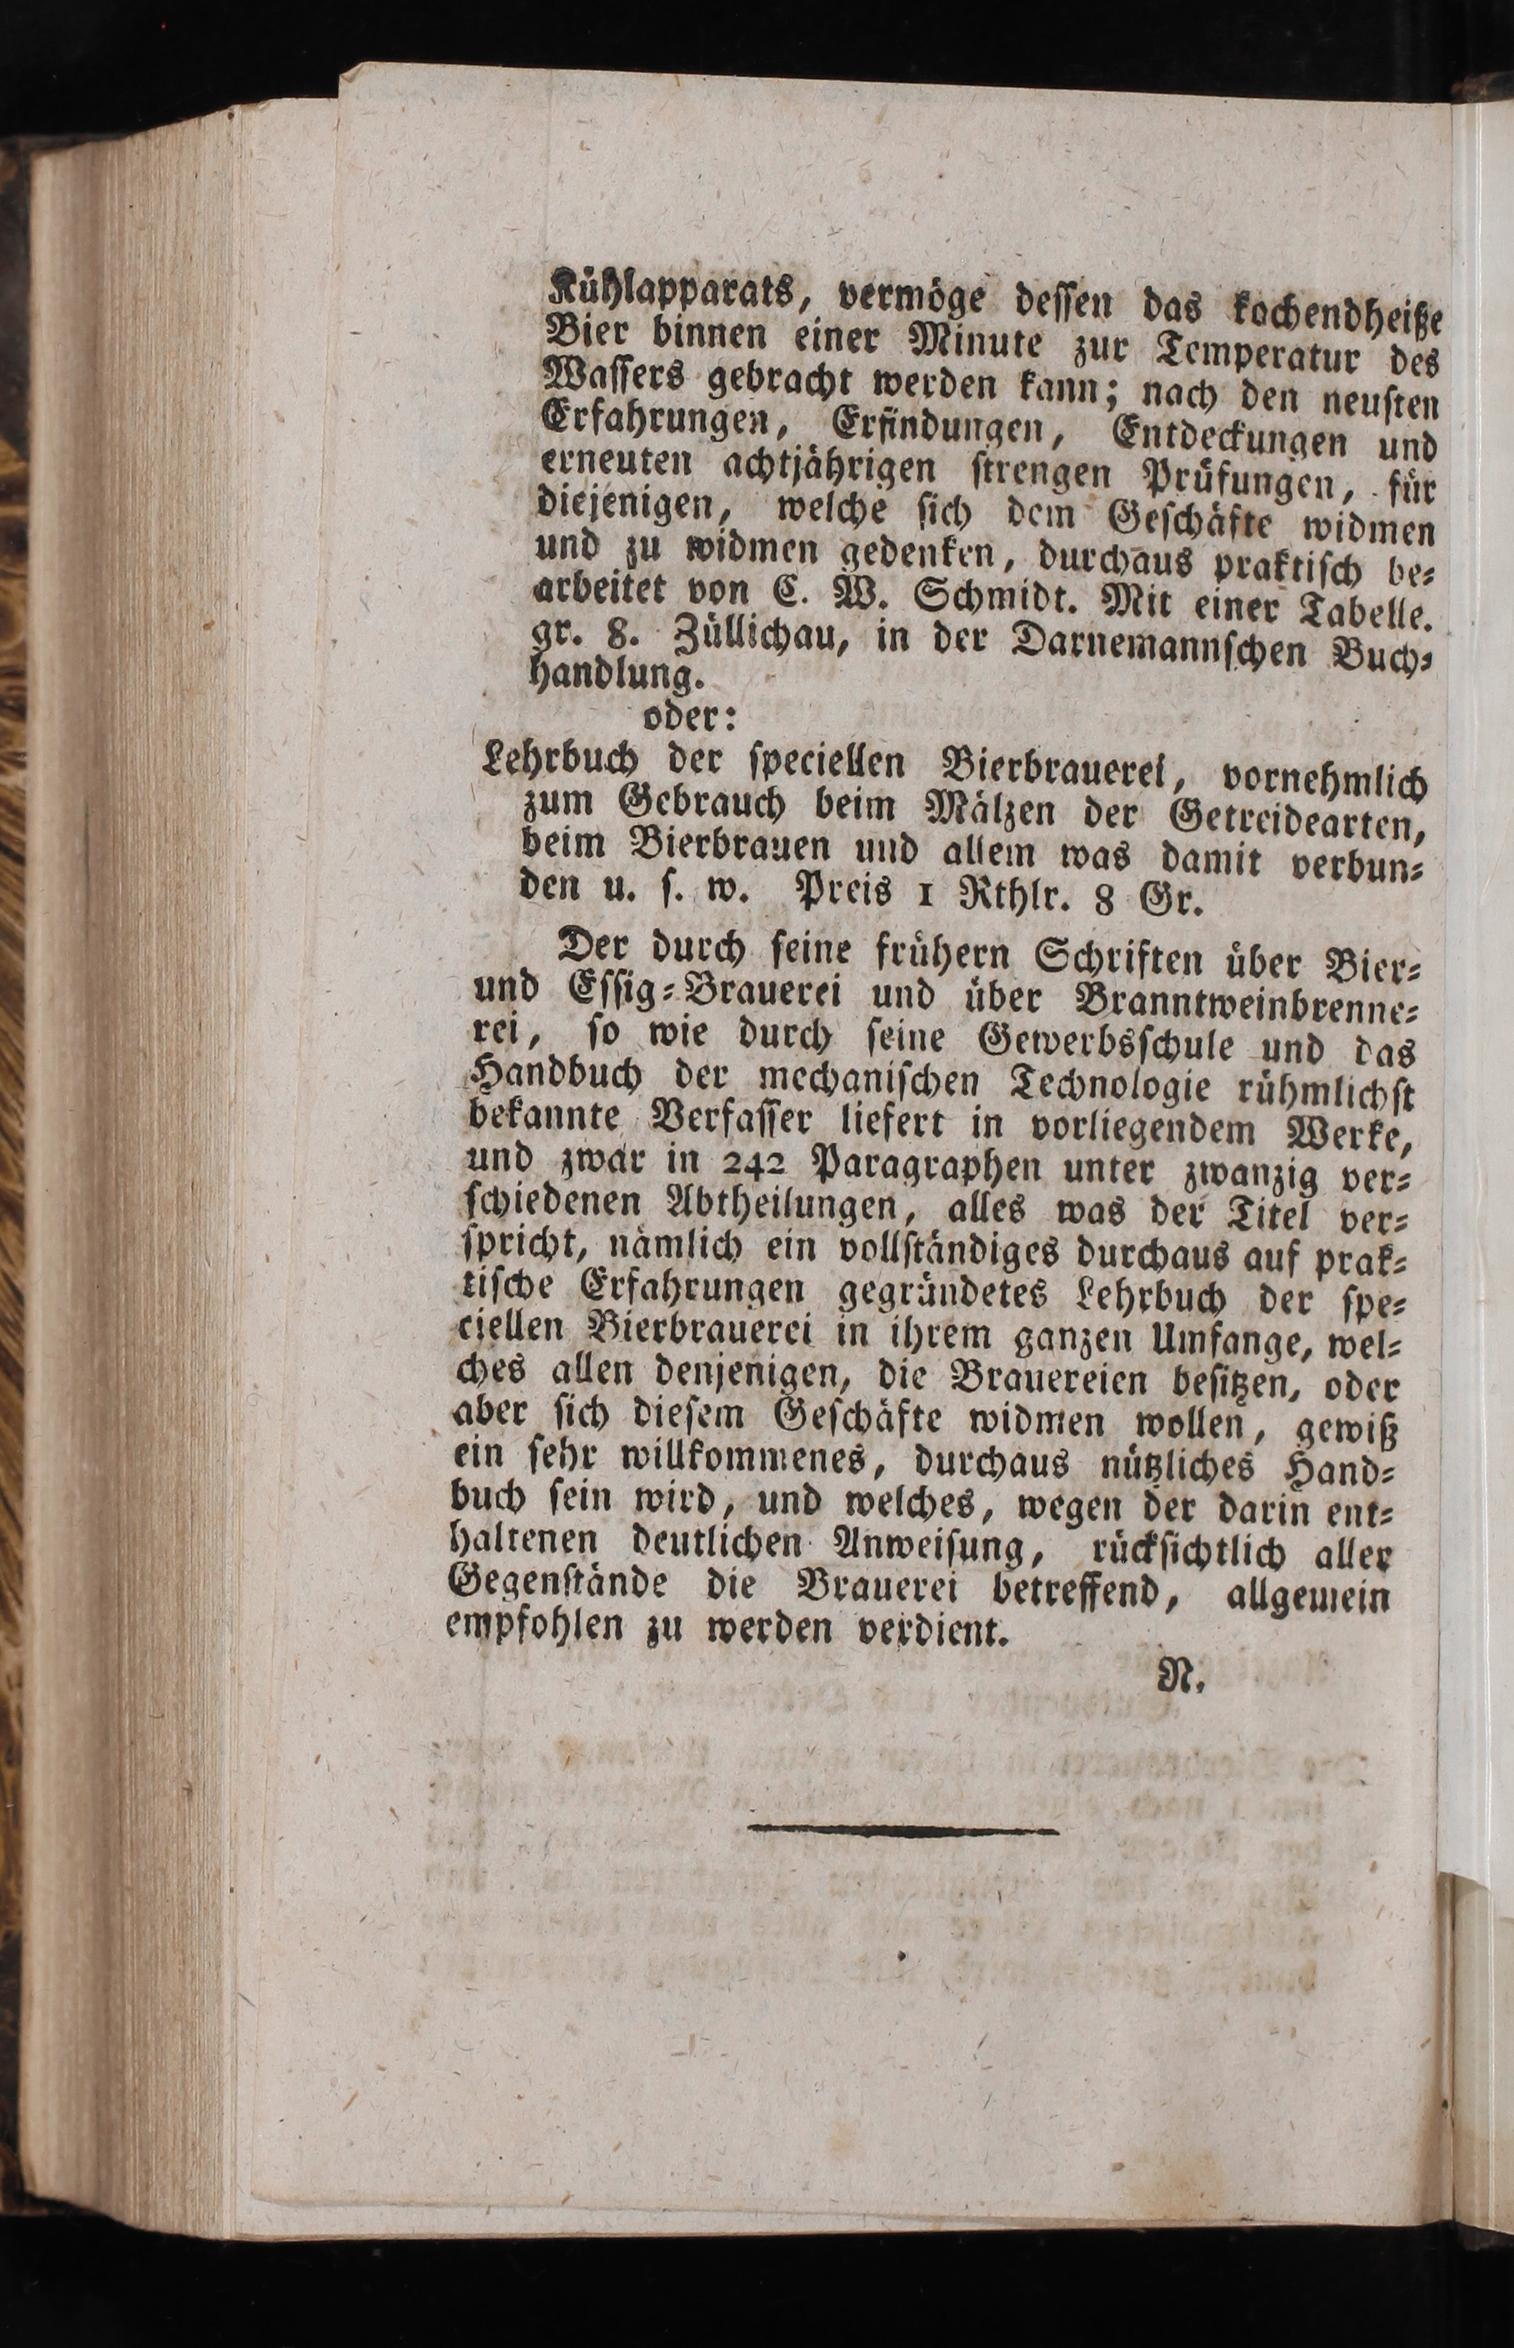 Kühlapparats, vermöge dessen das kochendheiße
Bier binnen einer Minute zur Temperatur des
Wassers gebracht werden kann; nach den neusten
Erfahrungen, Erfindungen, Entdeckungen und
erneuten achtjährigen strengen Prüfungen, für
diejenigen, welche sich dem Geschäfte widmen
und zu widmen gedenken, durchaus praktisch be-
arbeitet von C. W. Schmidt. Mit einer Tabelle.
gr. 8. Züllichau, in der Darnemannschen Buch-
handlung.
oder:
Lehrbuch der speciellen Bierbrauerei, vornehmlich
zum Gebrauch beim Mälzen der Getreidearten,
beim Bierbrauen und allem was damit verbun-
den u. s. w. Preis 1 Rthlr. 8 Gr.
Der durch seine frühern Schriften über Bier-
und Essig-Brauerei und über Branntweinbrenne-
rei, so wie durch seine Gewerbsschule und das
Handbuch der mechanischen Technologie rühmlichst
bekannte Verfasser liefert in vorliegendem Werke,
und zwar in 242 Paragraphen unter zwanzig ver-
schiedenen Abtheilungen, alles was der Titel ver-
spricht, nämlich ein vollständiges durchaus auf prak-
tische Erfahrungen gegründetes Lehrbuch der spe-
ciellen Bierbrauerei in ihrem ganzen Umfange, wel-
ches allen denjenigen, die Brauereien besitzen, oder
aber sich diesem Geschäfte widmen wollen, gewiß
ein sehr willkommenes, durchaus nützliches Hand-
buch sein wird, und welches, wegen der darin ent-
haltenen deutlichen Anweisung, rücksichtlich aller
Gegenstände die Brauerei betreffend, allgemein
empfohlen zu werden verdient.
N.